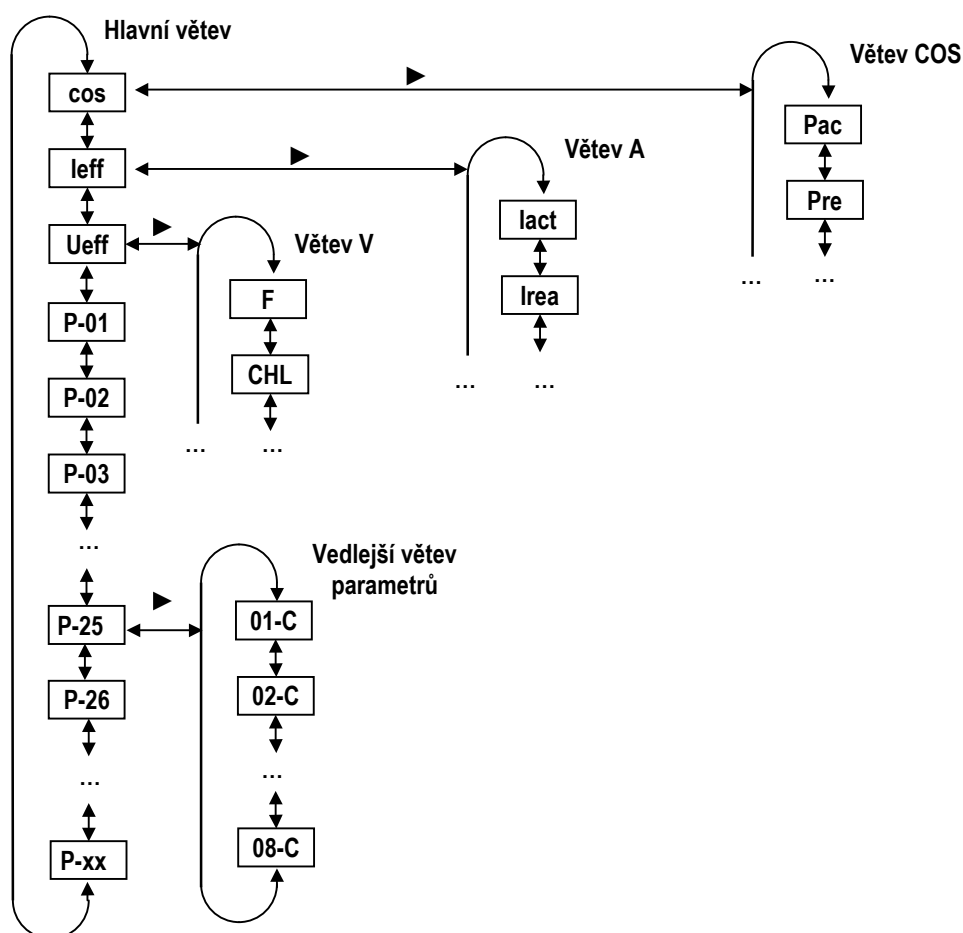 Hlavní větev
cos
Ieff
Ueff
P-01
P-02
P-03
...
P-25
P-26
...
P-xx
Větev V
F
CHL
... ...
Větev A
Iact
Irea
... ...
Větev COS
Pac
Pre
... ...
Vedlejší větev
parametrů
01-C
02-C
...
08-C